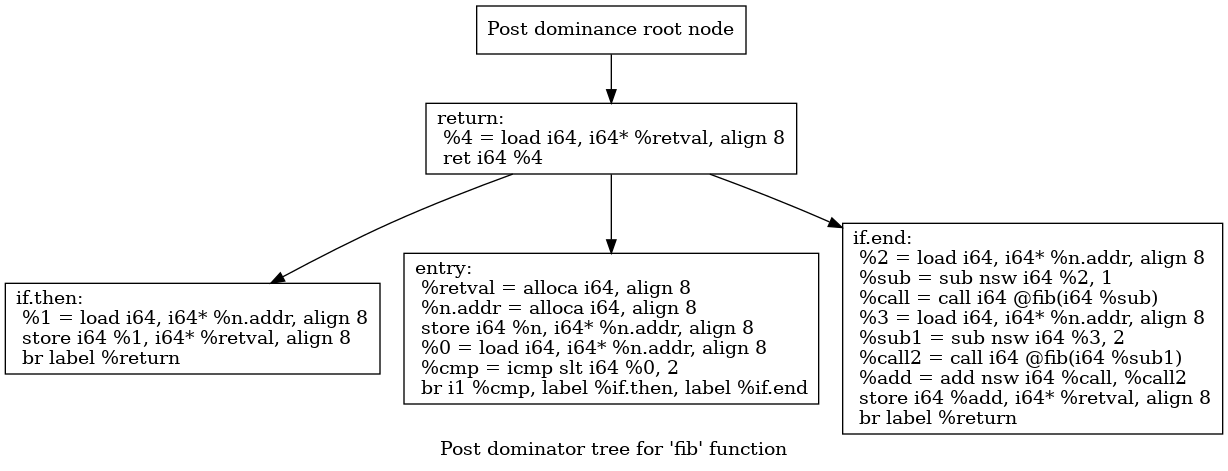 Post dominance root node
return:
%4 = load i64, i64* %retval, align 8
ret i64 %4
if.then:
%1 = load i64, i64* %n.addr, align 8
store i64 %1, i64* %retval, align 8
br label %return
entry:
%retval = alloca i64, align 8
%n.addr = alloca i64, align 8
store i64 %n, i64* %n.addr, align 8
%0 = load i64, i64* %n.addr, align 8
%cmp = icmp slt i64 %0, 2
br i1 %cmp, label %if.then, label %if.end
if.end:
%2 = load i64, i64* %n.addr, align 8
%sub = sub nsw i64 %2, 1
%call = call i64 @fib(i64 %sub)
%3 = load i64, i64* %n.addr, align 8
%sub1 = sub nsw i64 %3, 2
%call2 = call i64 @fib(i64 %sub1)
%add = add nsw i64 %call, %call2
store i64 %add, i64* %retval, align 8
br label %return
Post dominator tree for 'fib' function